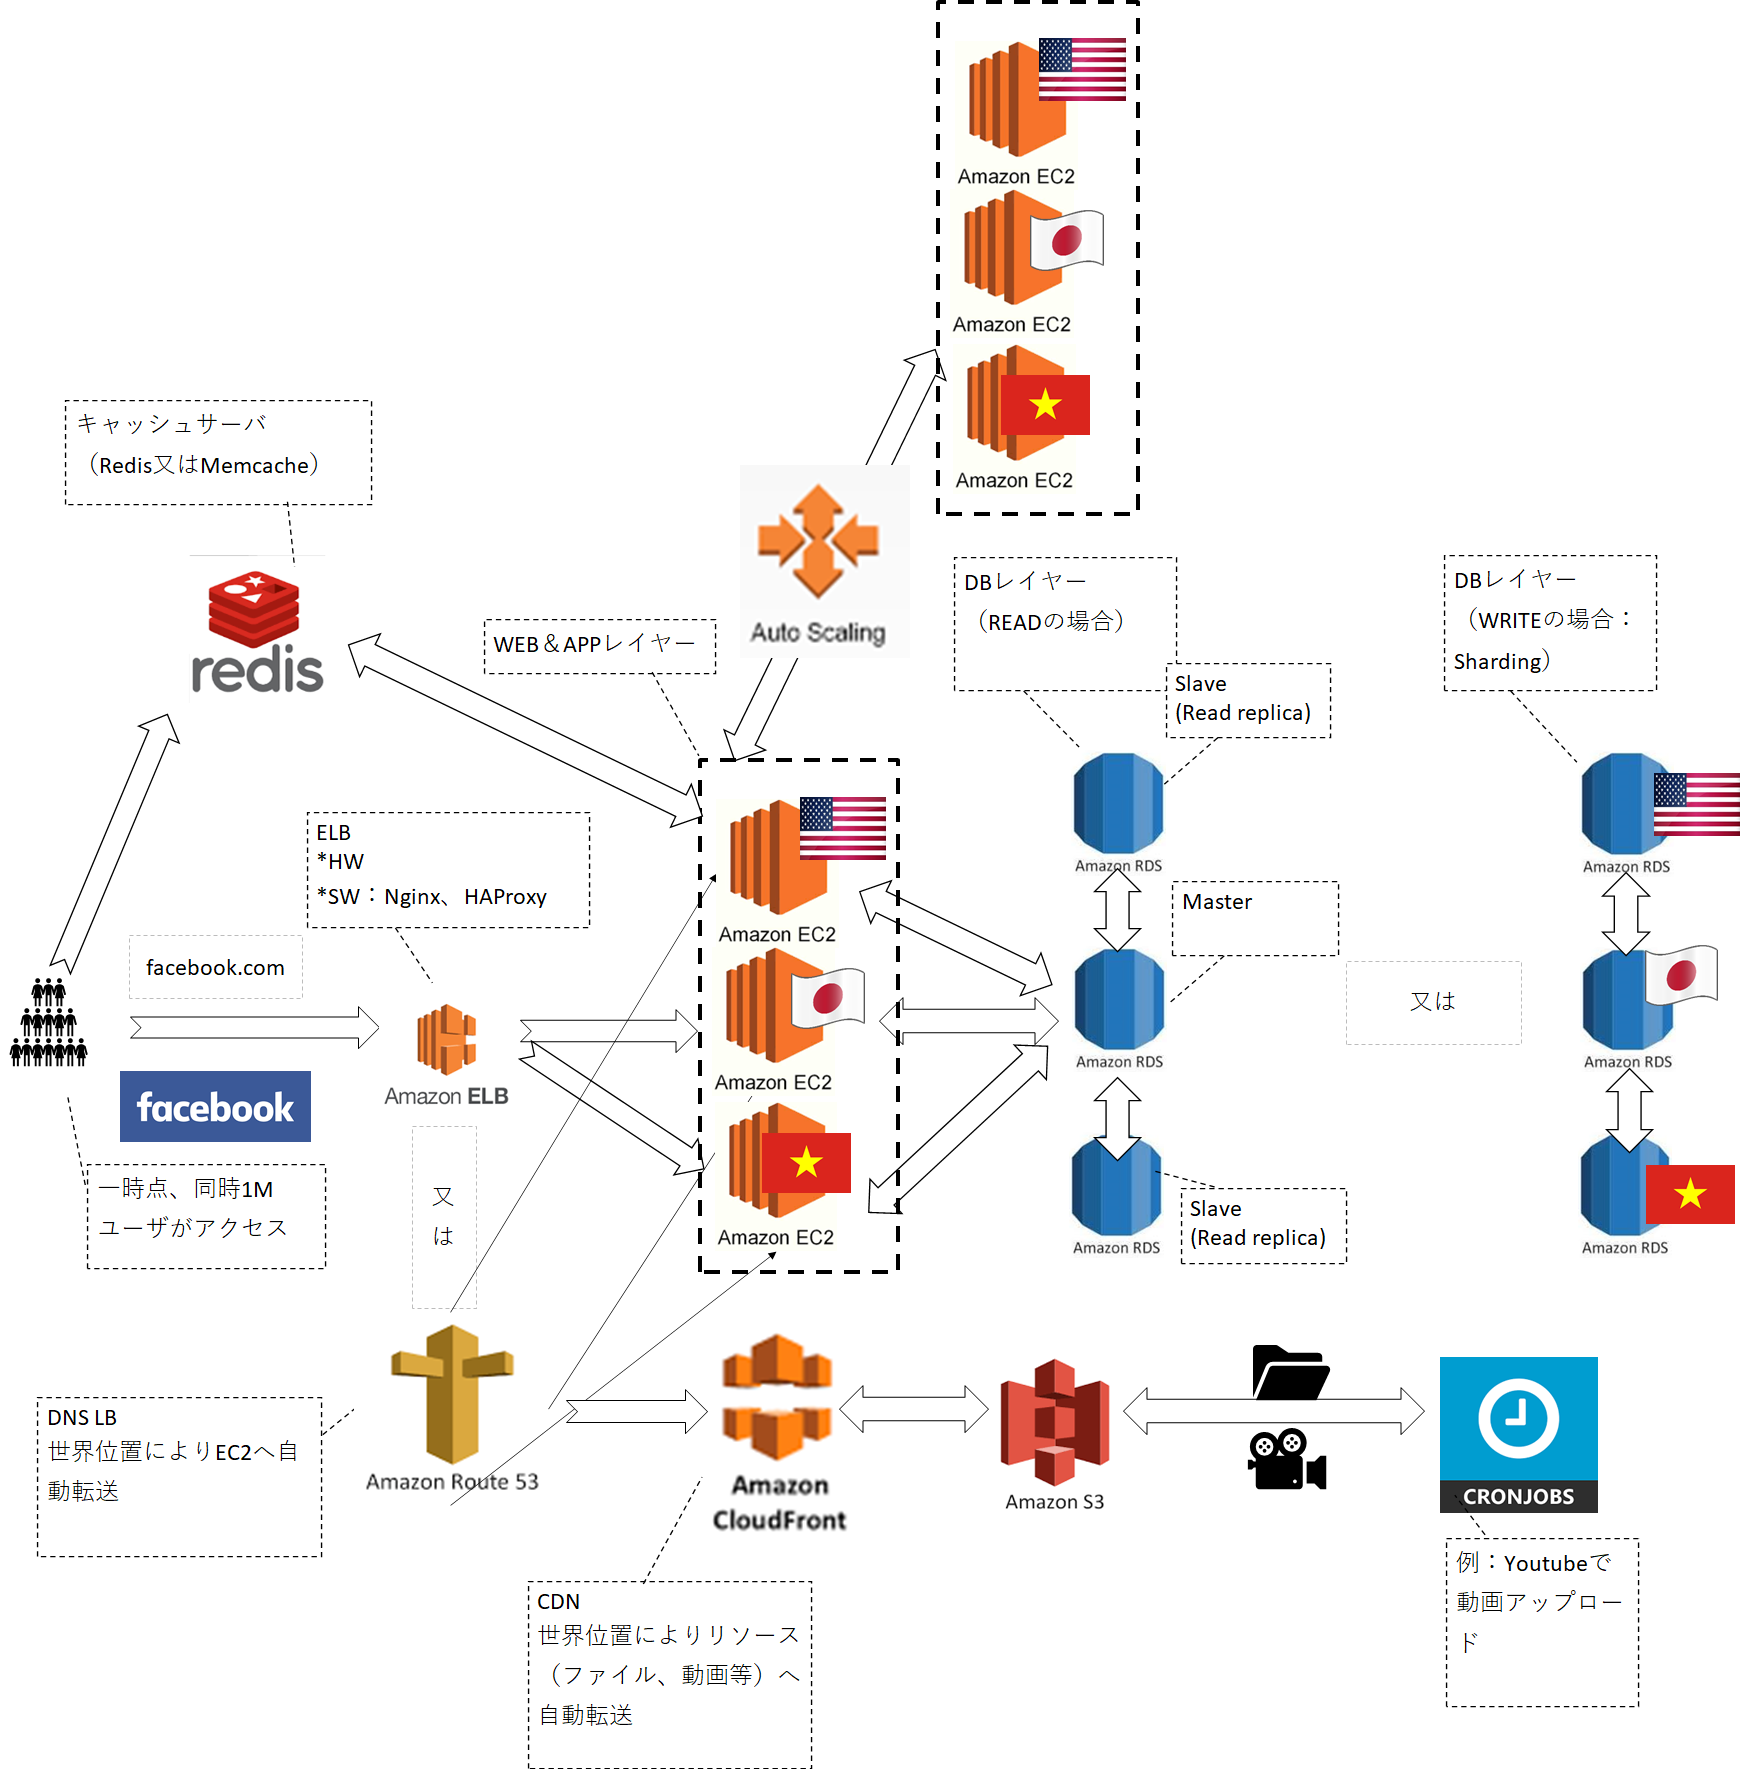 Amazon EC2
Amazon EC2
Amazon EC2
キャッシュサーバ
（Redis又はMemcache）
redis
Auto Scaling
WEB＆APPレイヤー
DBレイヤー
（READの場合）
Slave
(Read replica)
DBレイヤー
（WRITEの場合：
Sharding）
ELB
*HW
*SW：Nginx、HAProxy
Amazon EC2
Amazon EC2
Amazon EC2
Amazon RDS
Master
Amazon RDS
Amazon RDS
Slave
(Read replica)
又は
Amazon RDS
Amazon RDS
Amazon RDS
facebook.com
facebook
Amazon ELB
一時点、同時1M
ユーザがアクセス
又
は
DNS LB
世界位置によりEC2へ自
動転送
Amazon Route 53
Amazon
CloudFront
Amazon S3
CRONJOBS
CDN
世界位置によりリソース
（ファイル、動画等）へ
自動転送
例：Youtubeで
動画アップロー
ド